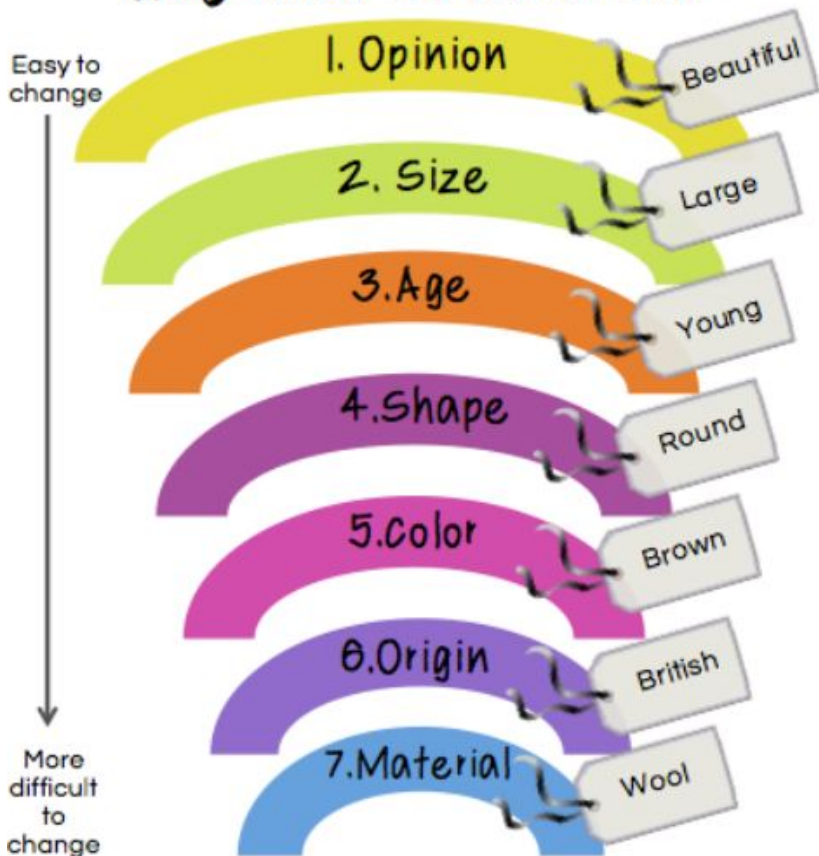 1. Opinion
Beautiful
Easy to
change
2. Size
Large
3.Age
Young
4.Shape
Round
5.Color
Brown
6.Origin
British
7.Material
Wool
More
difficult
to
change